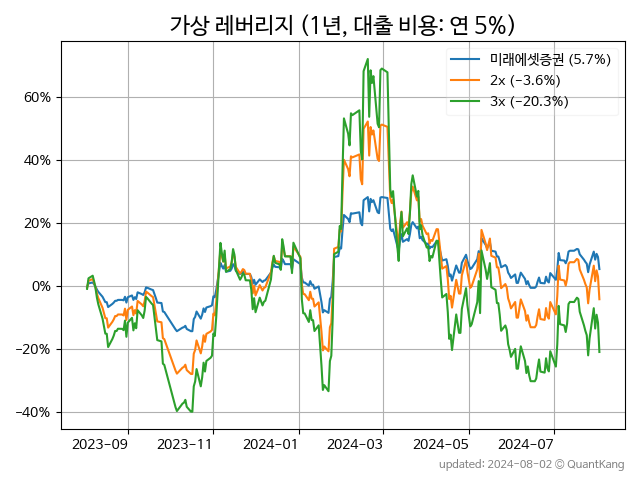 가상 레버리지 (1년, 대출 비용: 연 5%)
미래에셋증권 (5.7%)
2x (−3.6%)
3x (−20.3%)
60%
40%
20%
0%
−20%
−40%
2023-09 2023-11 2024-01 2024-03 2024-05 2024-07
updated: 2024-08-02 © QuantKang